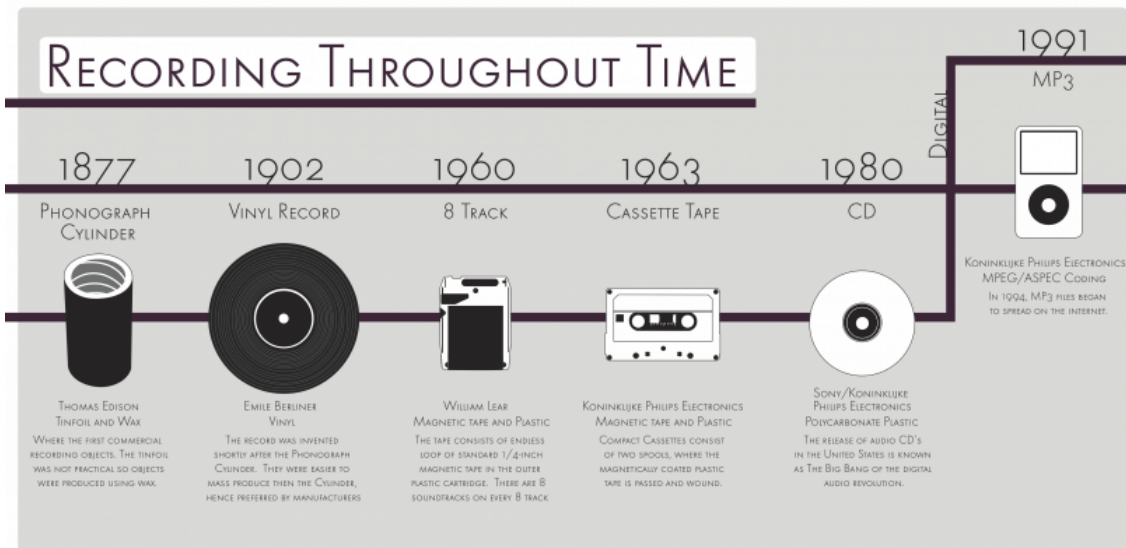 Recording Throughout Time
1877
Phonograph
Cylinder
Thomas Edison
Tinfoil and Wax
Where the first commercial
recording objects. The tinfoil
was not practical so objects
were produced using wax.
1902
Vinyl Record
Emile Berliner
Vinyl
The record was invented
shortly after the Phonograph
Cylinder. They were easier to
mass produce then the Cylinder,
hence preferred by manufacturers
1960
8 Track
William Lear
Magnetic tape and Plastic
The tape consists of endless
loop of standard 1/4-inch
magnetic tape in the outer
plastic cartridge. There are 8
soundtracks on every 8 track
1963
Cassette Tape
Koninklijke Philips Electronics
Magnetic tape and Plastic
Compact Cassettes consist
of two spools, where the
magnetically coated plastic
tape is passed and wound.
1980
CD
Sony/Koninklijke
Philips Electronics
Polycarbonate Plastic
The release of audio CD's
in the United States is known
as The Big Bang of the digital
audio revolution.
Digital
1991
MP3
Koninklijke Philips Electronics
MPEG/ASPEC Coding
In 1994, MP3 files began
to spread on the internet.